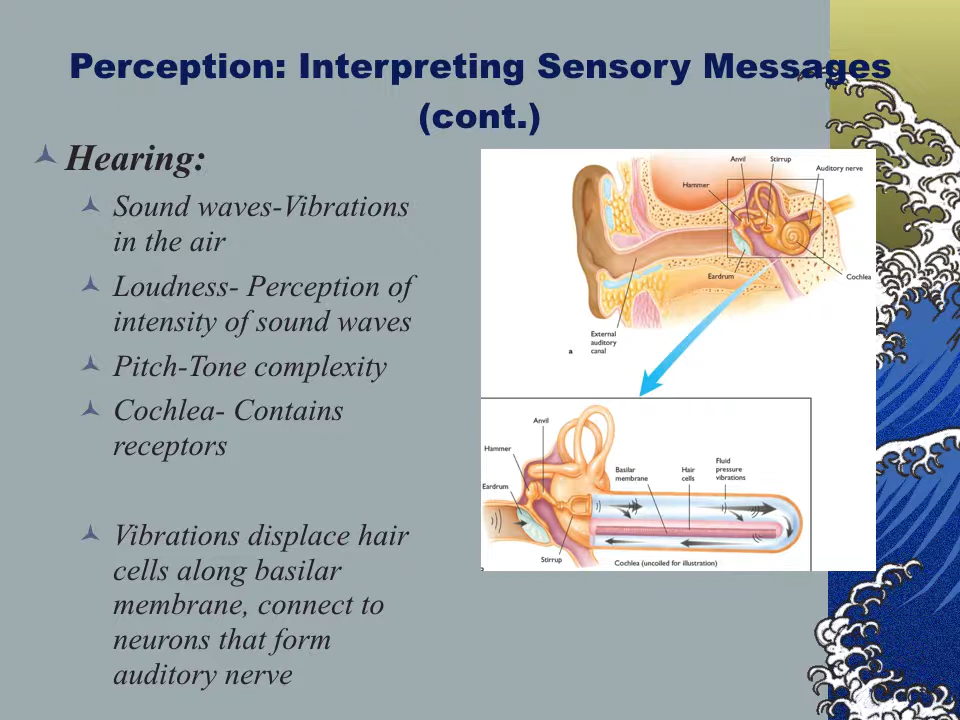 Perception: Interpreting Sensory Messages
(cont.)
Hearing:
Sound waves-Vibrations
in the air
Loudness- Perception of
intensity of sound waves
Pitch-Tone complexity
Cochlea- Contains
receptors
Vibrations displace hair
cells along basilar
membrane, connect to
neurons that form
auditory nerve
Anvil
Stirrup
Auditory nerve
Hammer
Eardrum
Cochlea
External
auditory
canal
a
Anvil
Hammer
Eardrum
Basilar
membrane
Hair
cells
Fluid
pressure
vibrations
Stirrup
Cochlea (uncoiled for illustration)